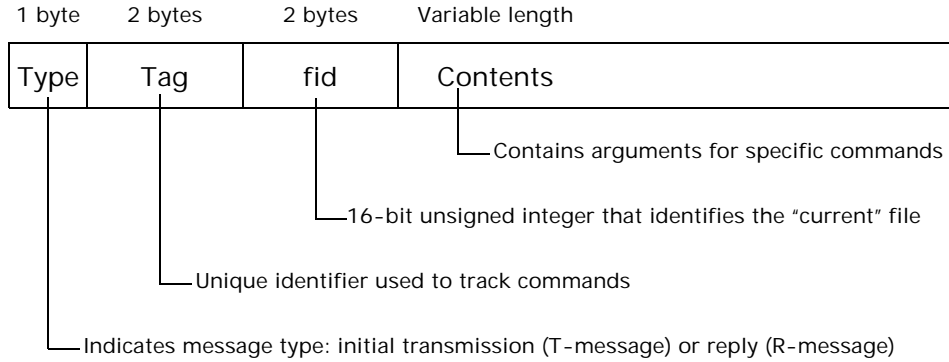 1 byte 2 bytes 2 bytes Variable length
Type Tag fid Contents
Contains arguments for specific commands
16-bit unsigned integer that identifies the “current” file
Unique identifier used to track commands
Indicates message type: initial transmission (T-message) or reply (R-message)